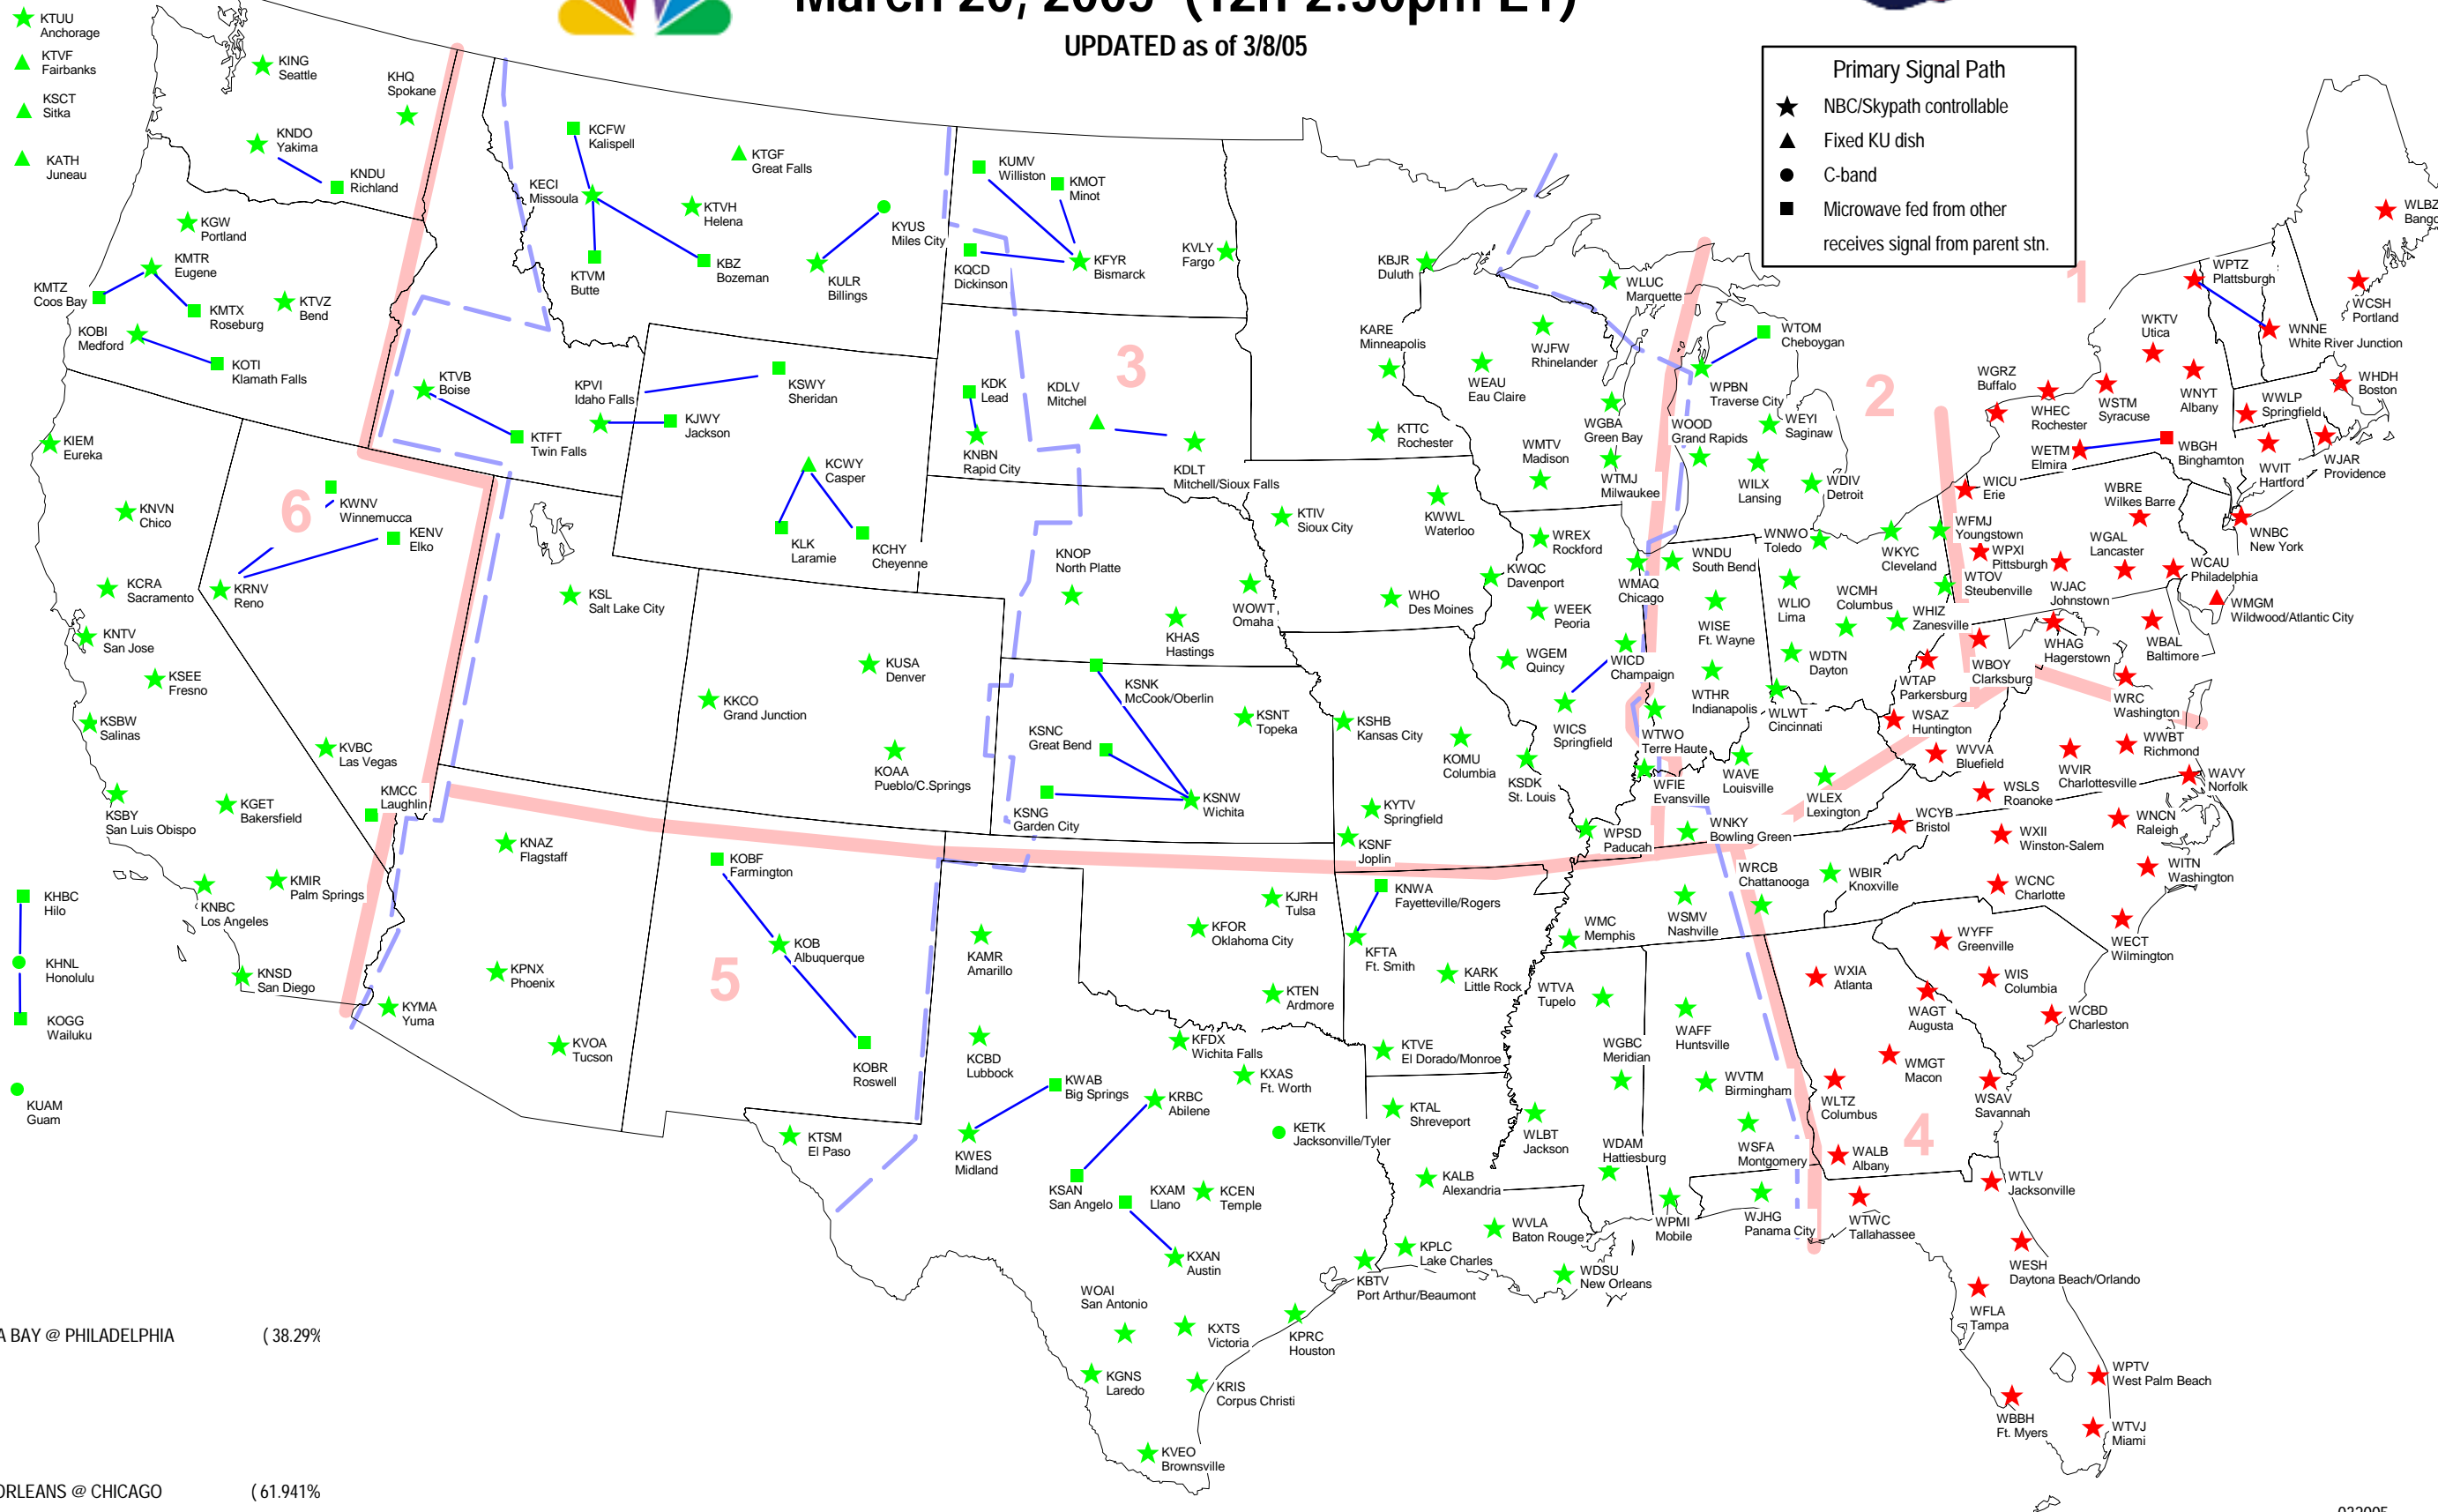 March 20, 2005 (12n-2:30pm ET)
UPDATED as of 3/8/05
Primary Signal Path
NBC/Skypath controllable
Fixed KU dish
C-band
Microwave fed from other
receives signal from parent stn.
KTUU
Anchorage
KTVF
Fairbanks
KSCT
Sitka
KATH
Juneau
KING
Seattle
KHQ
Spokane
KNDO
Yakima
KNDU
Richland
KGW
Portland
KMTR
Eugene
KMTZ
Coos Bay
KMTX
Roseburg
KTVZ
Bend
KOBI
Medford
KOTI
Klamath Falls
KIEM
Eureka
KNVN
Chico
KCRA
Sacramento
KNTV
San Jose
KSEE
Fresno
KSBW
Salinas
KSBY
San Luis Obispo
KGET
Bakersfield
KNBC
Los Angeles
KMIR
Palm Springs
KNSD
San Diego
6
KWNV
Winnemucca
KENV
Elko
KRNV
Reno
KVBC
Las Vegas
KMCC
Laughlin
KHBC
Hilo
KHNL
Honolulu
KOGG
Wailuku
KUAM
Guam
KCFW
Kalispell
KTGF
Great Falls
KECI
Missoula
KTVH
Helena
KYUS
Miles City
KTVM
Butte
KBZ
Bozeman
KULR
Billings
KTVB
Boise
KPVI
Idaho Falls
KTFT
Twin Falls
KSWY
Sheridan
KJWY
Jackson
KCWY
Casper
KLK
Laramie
KCHY
Cheyenne
KSL
Salt Lake City
KUSA
Denver
KKCO
Grand Junction
KOAA
Pueblo/C.Springs
KUMV
Williston
KMOT
Minot
KQCD
Dickinson
KFYR
Bismarck
KVLY
Fargo
3
KDK
Lead
KDLV
Mitchel
KNBN
Rapid City
KDLT
Mitchell/Sioux Falls
KNOP
North Platte
KHAS
Hastings
WOWT
Omaha
KSNK
McCook/Oberlin
KSNC
Great Bend
KSNT
Topeka
KSNG
Garden City
KSNW
Wichita
KBJR
Duluth
KARE
Minneapolis
KTTC
Rochester
KTIV
Sioux City
KWWL
Waterloo
WHO
Des Moines
KWQC
Davenport
KSHB
Kansas City
KOMU
Columbia
KSDK
St. Louis
KYTV
Springfield
KSNF
Joplin
WLUC
Marquette
WJFW
Rhinelander
WEAU
Eau Claire
WGBA
Green Bay
WMTV
Madison
WTMJ
Milwaukee
WREX
Rockford
WMAQ
Chicago
WEEK
Peoria
WGEM
Quincy
WICD
Champaign
WICS
Springfield
WPSD
Paducah
WTOM
Cheboygan
WPBN
Traverse City
WOOD
Grand Rapids
WEYI
Saginaw
WILX
Lansing
WDIV
Detroit
2
WNDU
South Bend
WISE
Ft. Wayne
WTHR
Indianapolis
WTWO
Terre Haute
WFIE
Evansville
WNWO
Toledo
WKYC
Cleveland
WFMJ
Youngstown
WLIO
Lima
WCMH
Columbus
WHIZ
Zanesville
WTOV
Steubenville
WDTN
Dayton
WLWT
Cincinnati
WAVE
Louisville
WLEX
Lexington
WNKY
Bowling Green
1
WLBZ
Bango
WPTZ
Plattsburgh
WCSH
Portland
WNNE
White River Junction
WKTV
Utica
WGRZ
Buffalo
WHEC
Rochester
WSTM
Syracuse
WNYT
Albany
WWLP
Springfield
WHDH
Boston
WETM
Elmira
WBGH
Binghamton
WVIT
Hartford
WJAR
Providence
WICU
Erie
WBRE
Wilkes Barre
WNBC
New York
WPXI
Pittsburgh
WGAL
Lancaster
WCAU
Philadelphia
WJAC
Johnstown
WMGM
Wildwood/Atlantic City
WHAG
Hagerstown
WBAL
Baltimore
WBOY
Clarksburg
WTAP
Parkersburg
WRC
Washington
WSAZ
Huntington
WVVA
Bluefield
WWBT
Richmond
WVIR
Charlottesville
WAVY
Norfolk
WSLS
Roanoke
WCYB
Bristol
WXII
Winston-Salem
WNCN
Raleigh
WITN
Washington
WCNC
Charlotte
WECT
Wilmington
WYFF
Greenville
WIS
Columbia
WCBD
Charleston
WXIA
Atlanta
WAGT
Augusta
WMGT
Macon
WLTZ
Columbus
WSAV
Savannah
4
WALB
Albany
WTLV
Jacksonville
WTWC
Tallahassee
WESH
Daytona Beach/Orlando
WFLA
Tampa
WPTV
West Palm Beach
WBBH
Ft. Myers
WTVJ
Miami
WRCB
Chattanooga
WBIR
Knoxville
WSMV
Nashville
WMC
Memphis
WTVA
Tupelo
WAFF
Huntsville
WGBC
Meridian
WVTM
Birmingham
WLBT
Jackson
WDAM
Hattiesburg
WSFA
Montgomery
WPMI
Mobile
WJHG
Panama City
KNWA
Fayetteville/Rogers
KFTA
Ft. Smith
KARK
Little Rock
KTVE
El Dorado/Monroe
KTAL
Shreveport
KALB
Alexandria
WVLA
Baton Rouge
KPLC
Lake Charles
WDSU
New Orleans
KJRH
Tulsa
KFOR
Oklahoma City
KTEN
Ardmore
KAMR
Amarillo
KCBD
Lubbock
KFDX
Wichita Falls
KXAS
Ft. Worth
KWAB
Big Springs
KRBC
Abilene
KETK
Jacksonville/Tyler
KWES
Midland
KSAN
San Angelo
KXAM
Llano
KCEN
Temple
KXAN
Austin
KBTV
Port Arthur/Beaumont
WOAI
San Antonio
KXTS
Victoria
KPRC
Houston
KGNS
Laredo
KRIS
Corpus Christi
KVEO
Brownsville
KTSM
El Paso
5
KNAZ
Flagstaff
KPNX
Phoenix
KYMA
Yuma
KVOA
Tucson
KOBF
Farmington
KOB
Albuquerque
KOBR
Roswell
A BAY @ PHILADELPHIA ( 38.29%
ORLEANS @ CHICAGO ( 61.941%